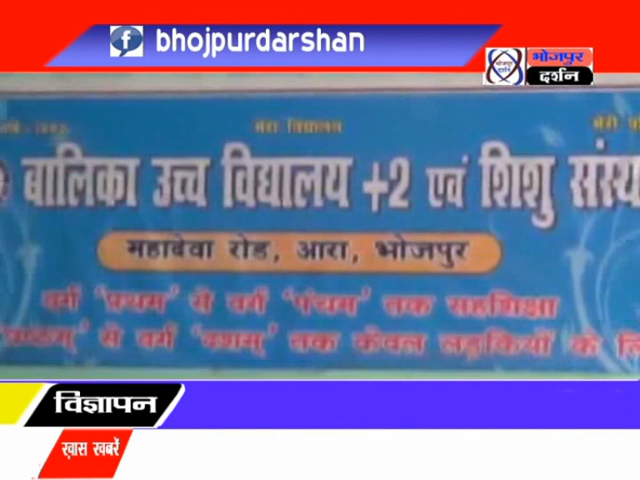 bhojpurdarshan
भोजपुर
दर्शन
मेरा विद्यालय
मेरी
बालिका उच्च विद्यालय +2 एवं शिशु संस्थ
महादेवा रोड, आरा, भोजपुर
वर्ग 'प्रथम' से वर्ग 'पंचम' तक सहशिक्षा
से वर्ग 'दशम्' तक केवल लड़कियों के लि
विज्ञापन
ख़ास खबरें